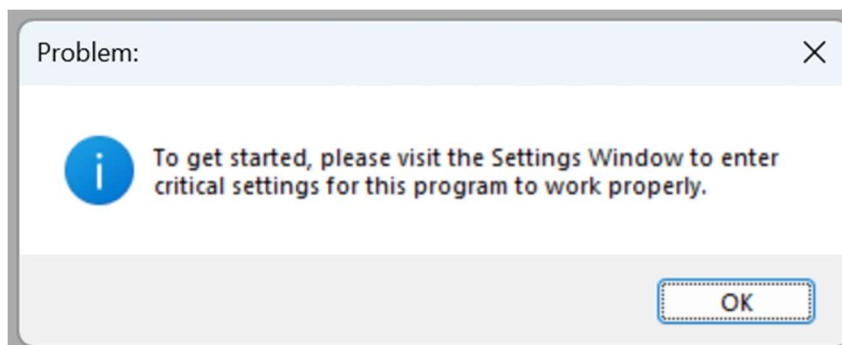 Problem:
To get started, please visit the Settings Window to enter
critical settings for this program to work properly.
OK